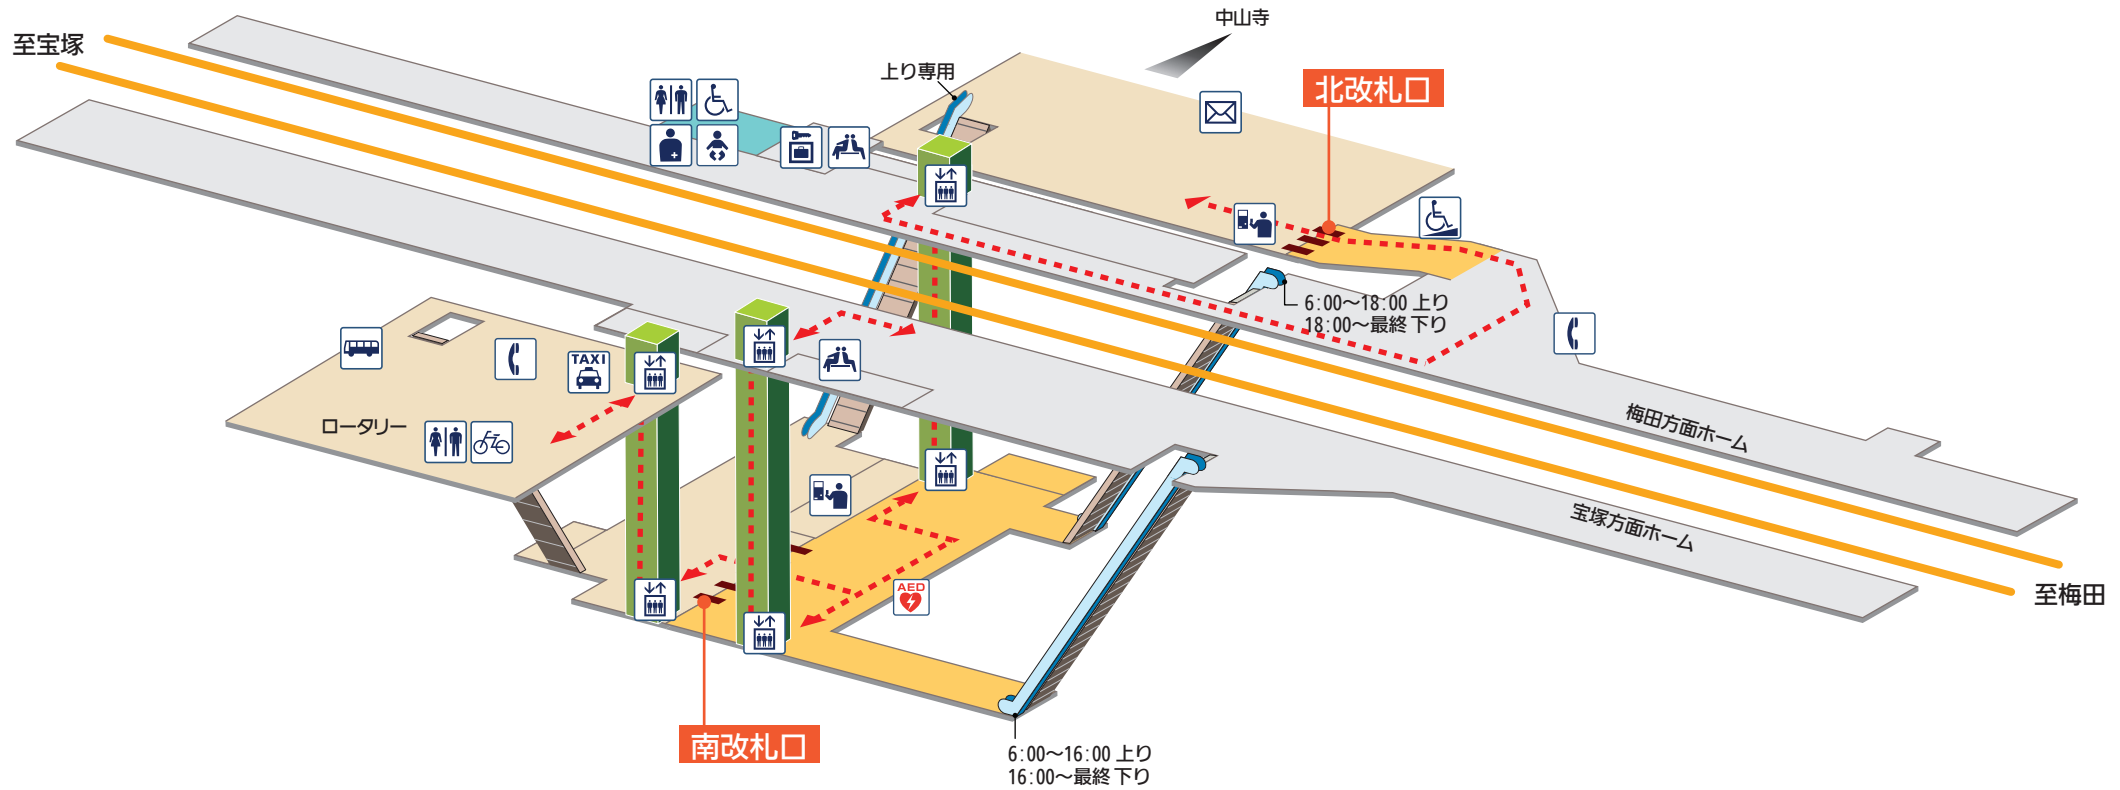 中山寺
至宝塚
上り専用
北改札口
6:00〜18:00 上り
18:00〜最終 下り
TAXI
ロータリー
梅田方面ホーム
宝塚方面ホーム
AED
至梅田
南改札口
6:00〜16:00 上り
16:00〜最終 下り